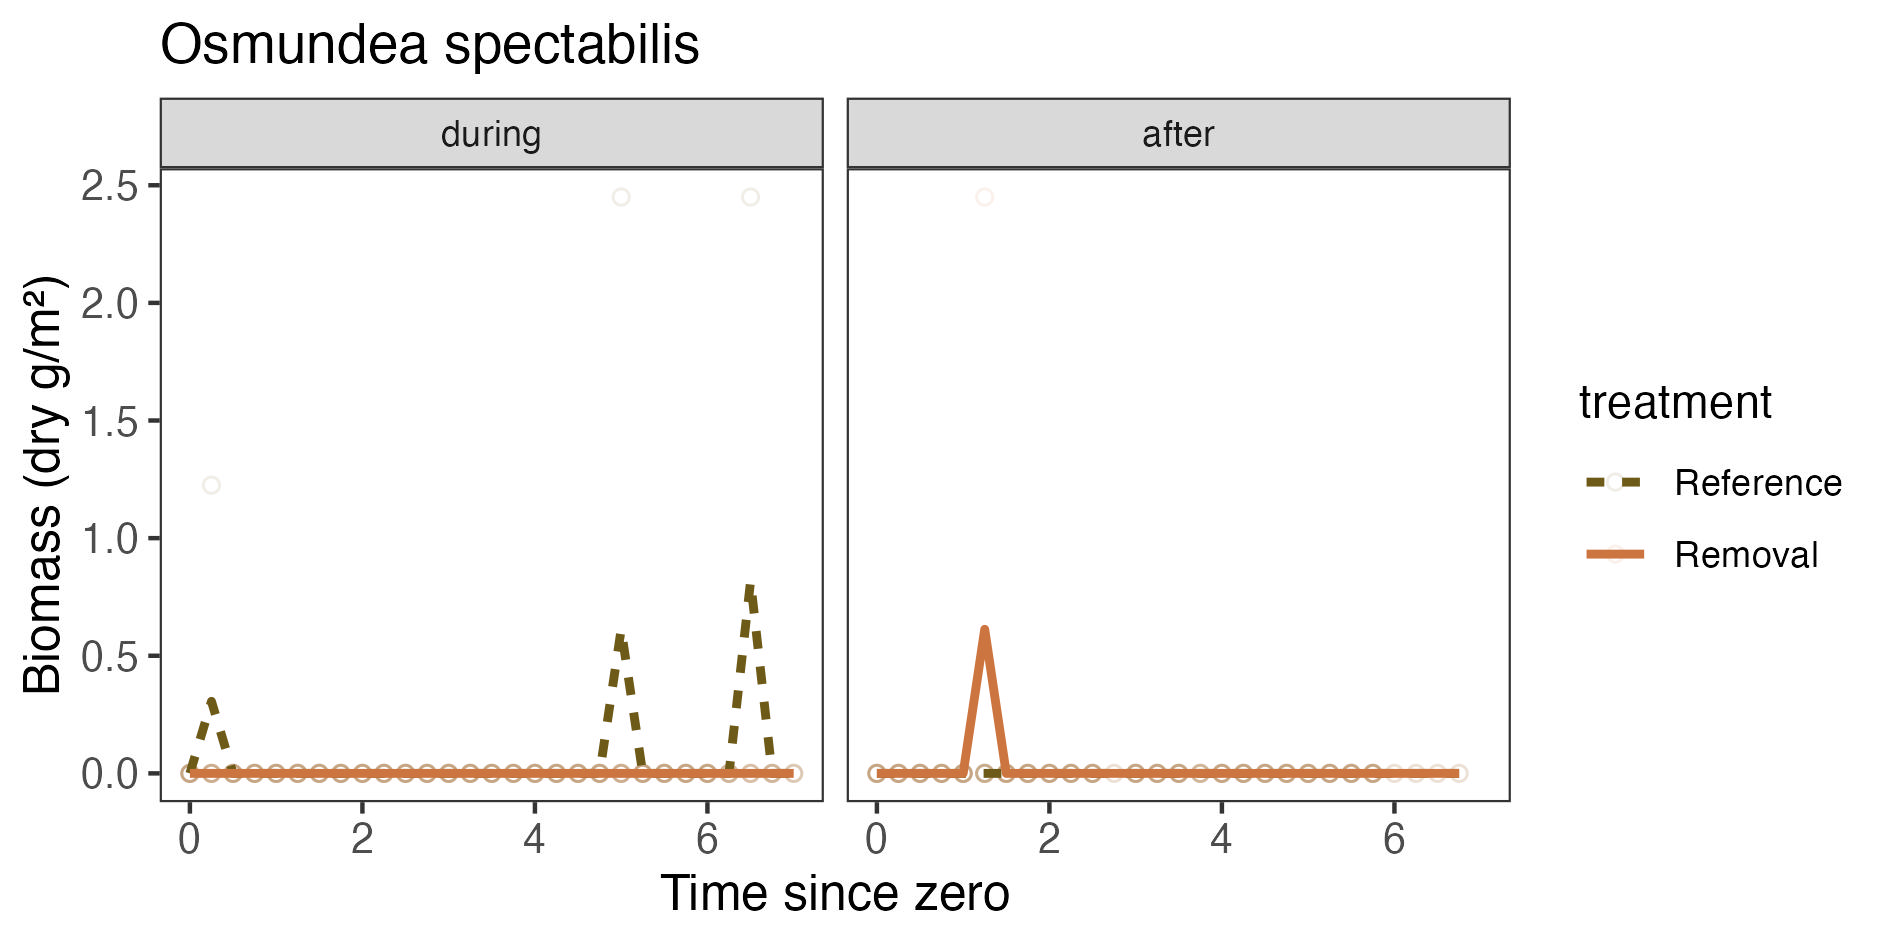 Osmundea spectabilis
during
after
2.5
2.0
1.5
1.0
0.5
0.0
Biomass (dry g/m²)
0 2 4 6
0 2 4 6
Time since zero
treatment
Reference
Removal